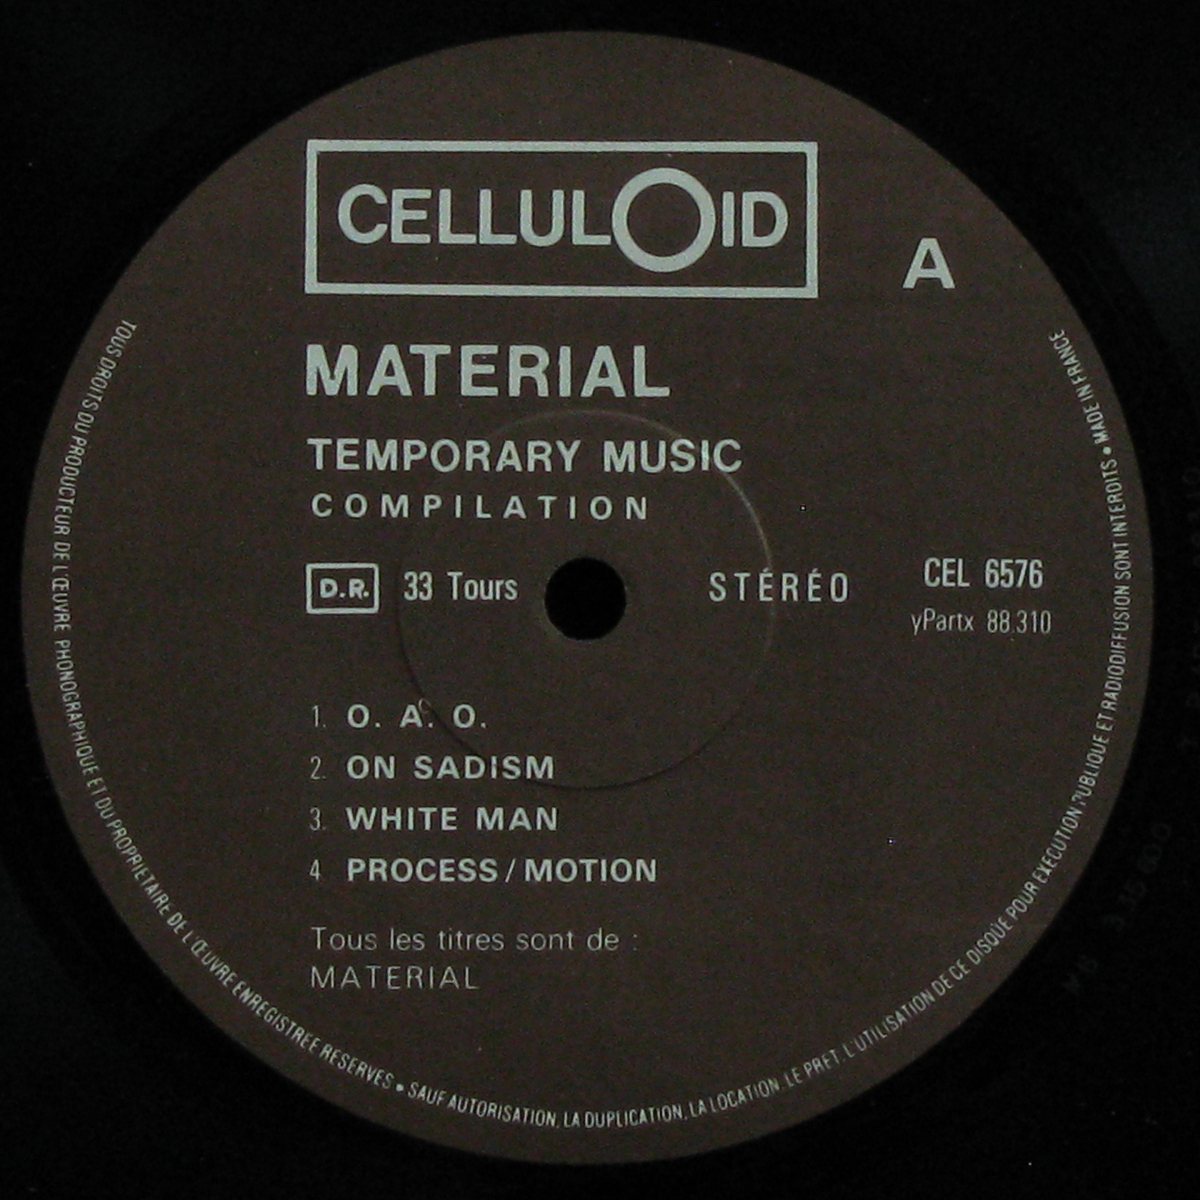 CELLULOID
A
MATERIAL
TEMPORARY MUSIC
COMPILATION
D.R. 33 Tours STÉRÉO CEL 6576
yPartx 88.310
1. O. A. O.
2. ON SADISM
3. WHITE MAN
4 PROCESS / MOTION
Tous les titres sont de :
MATERIAL
TOUS DROITS DU PRODUCTEUR DE L'ŒUVRE PHONOGRAPHIQUE ET DU PROPRIETAIRE DE L'ŒUVRE ENREGISTREE RESERVES • SAUF AUTORISATION, LA DUPLICATION, LA LOCATION, LE PRET, L'UTILISATION DE CE DISQUE POUR EXECUTION PUBLIQUE ET RADIODIFFUSION SONT INTERDITS • MADE IN FRANCE